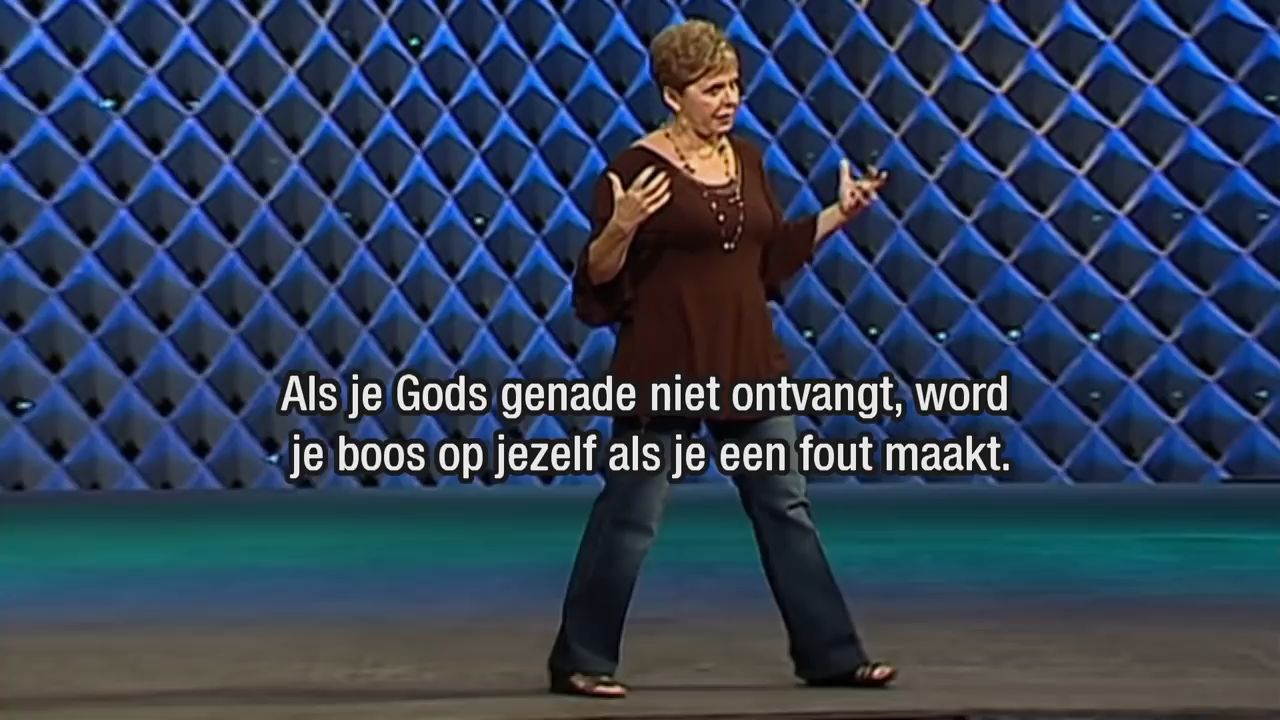 Als je Gods genade niet ontvangt, word
je boos op jezelf als je een fout maakt.